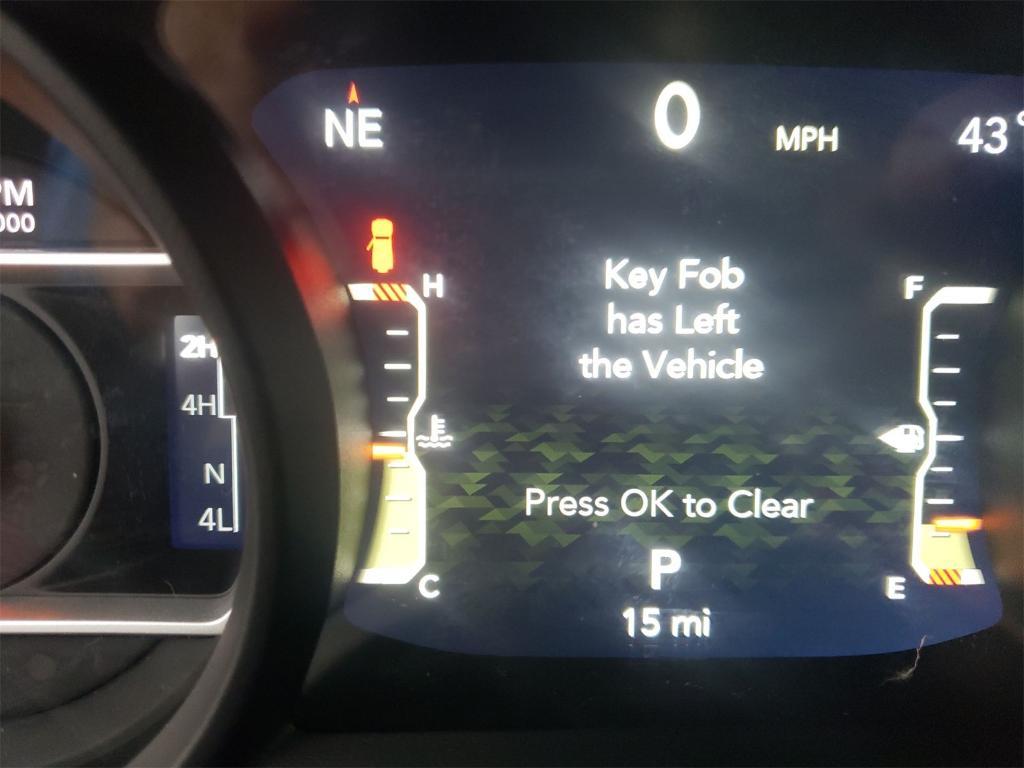 NE
0 MPH
43°
PM
000
H
F
Key Fob
has Left
the Vehicle
2H
4H
N
4L
Press OK to Clear
P
C
E
15 mi